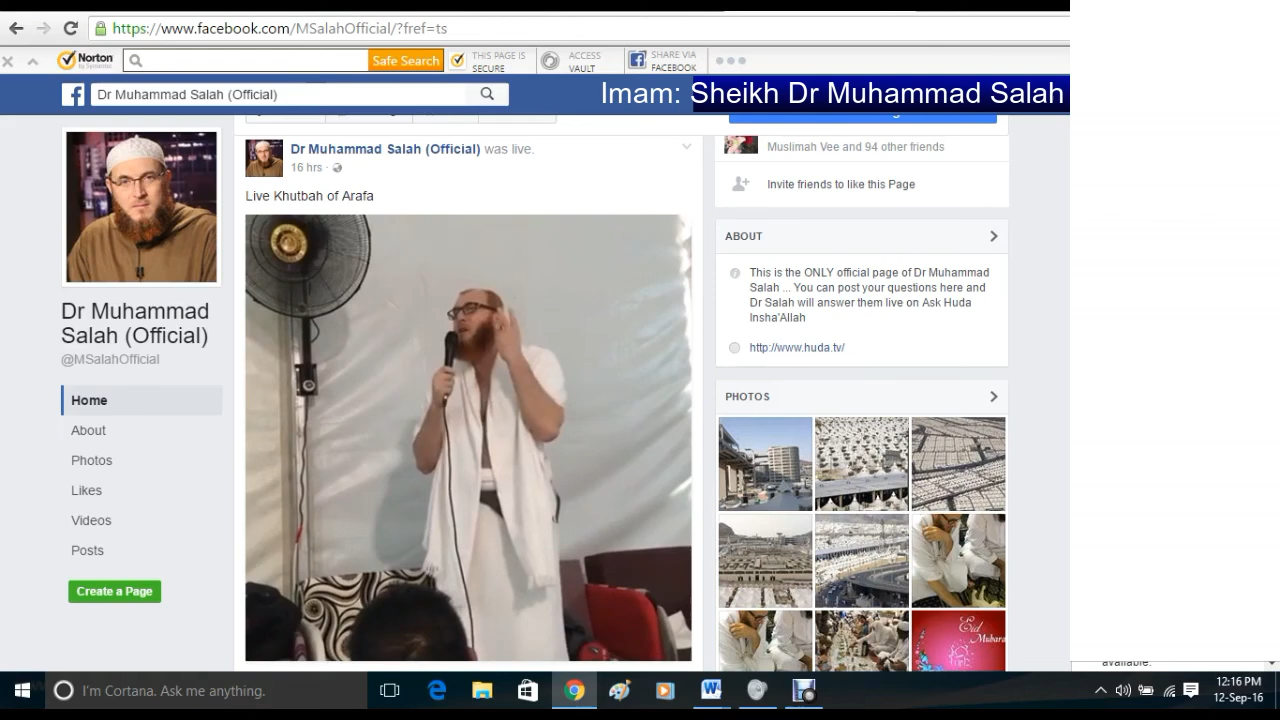 https://www.facebook.com/MSalahOfficial/?fref=ts
Norton
by Symantec
Safe Search
THIS PAGE IS
SECURE
ACCESS
VAULT
SHARE VIA
FACEBOOK
Dr Muhammad Salah (Official)
Imam: Sheikh Dr Muhammad Salah
Dr Muhammad Salah (Official) was live.
16 hrs ·
Live Khutbah of Arafa
Dr Muhammad
Salah (Official)
@MSalahOfficial
Home
About
Photos
Likes
Videos
Posts
Create a Page
Muslimah Vee and 94 other friends
Invite friends to like this Page
ABOUT
This is the ONLY official page of Dr Muhammad
Salah ... You can post your questions here and
Dr Salah will answer them live on Ask Huda
Insha'Allah
http://www.huda.tv/
PHOTOS
Eid
Mubara
available.
I'm Cortana. Ask me anything.
12:16 PM
12-Sep-16